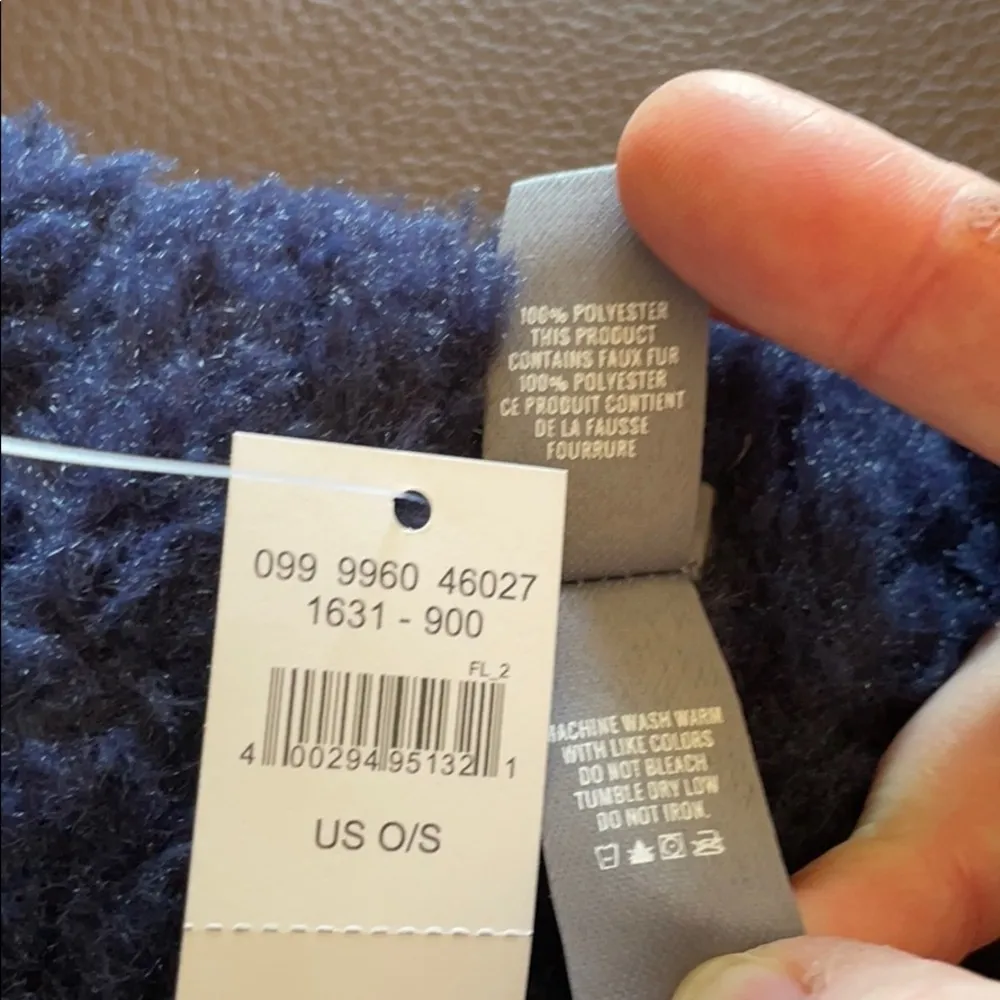 100% POLYESTER
THIS PRODUCT
CONTAINS FAUX FUR
100% POLYESTER
CE PRODUIT CONTIENT
DE LA FAUSSE
FOURRURE
099 9960 46027
1631 - 900
FL_2
4 00294 95132 1
US O/S
MACHINE WASH WARM
WITH LIKE COLORS
DO NOT BLEACH
TUMBLE DRY LOW
DO NOT IRON.